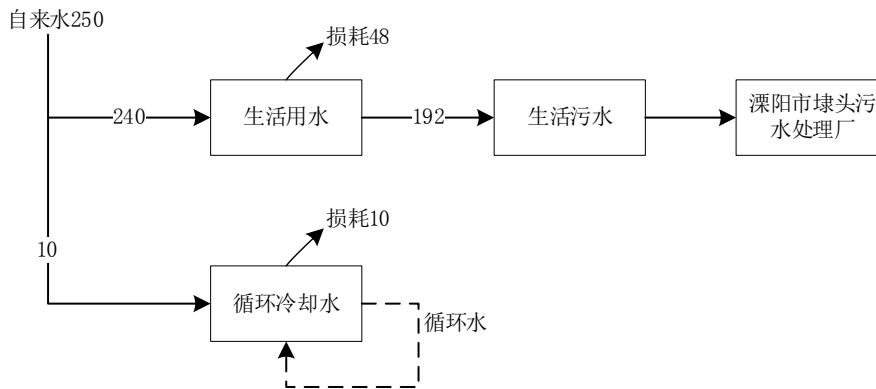 自来水250
损耗48
240
生活用水
192
生活污水
溧阳市埭头污
水处理厂
10
损耗10
循环冷却水
循环水